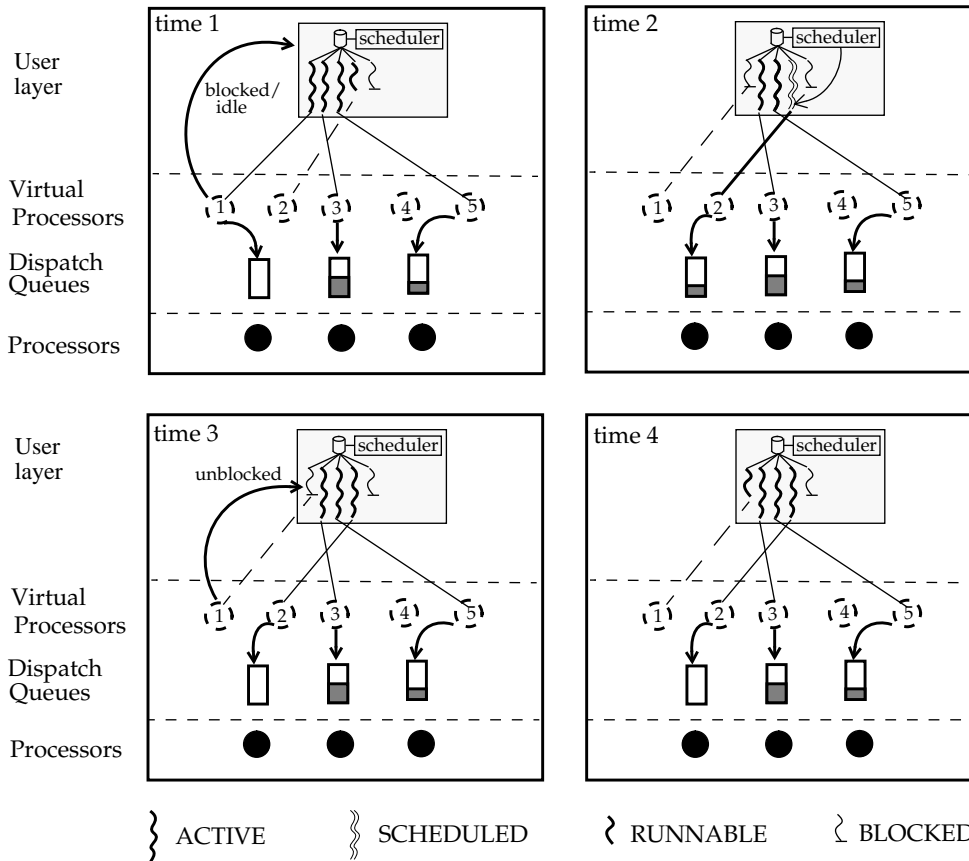 time 1
scheduler
User
layer
blocked/
idle
Virtual
Processors
1
2
3
4
5
Dispatch
Queues
Processors
time 2
scheduler
1
2
3
4
5
time 3
scheduler
User
layer
unblocked
Virtual
Processors
1
2
3
4
5
Dispatch
Queues
Processors
time 4
scheduler
1
2
3
4
5
ACTIVE
SCHEDULED
RUNNABLE
BLOCKED